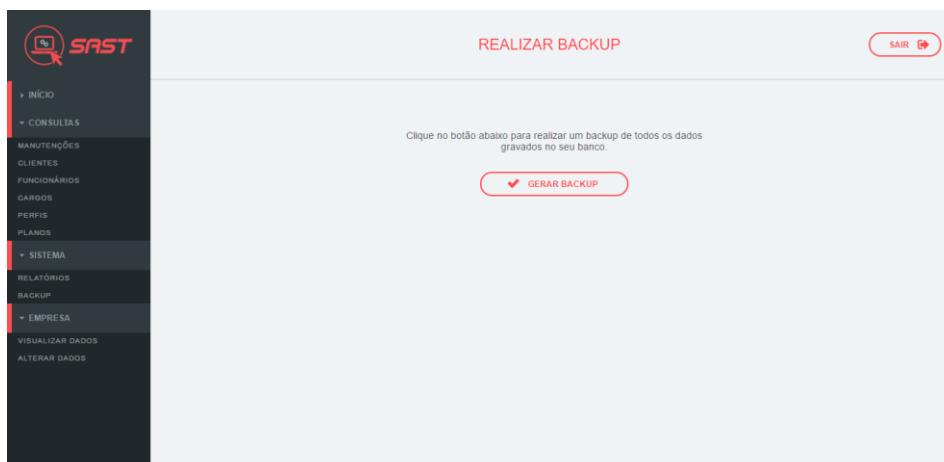 SAST
REALIZAR BACKUP
SAIR
INÍCIO
CONSULTAS
MANUTENÇÕES
CLIENTES
FUNCIONÁRIOS
CARGOS
PERFIS
PLANOS
SISTEMA
RELATÓRIOS
BACKUP
EMPRESA
VISUALIZAR DADOS
ALTERAR DADOS
Clique no botão abaixo para realizar um backup de todos os dados
gravados no seu banco.
GERAR BACKUP